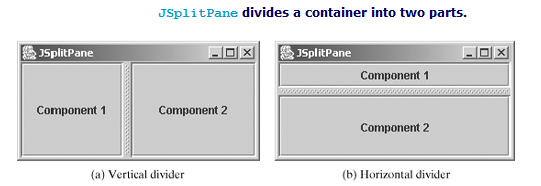 JSplitPane divides a container into two parts.
JSplitPane
Component 1
Component 2
JSplitPane
Component 1
Component 2
(a) Vertical divider
(b) Horizontal divider